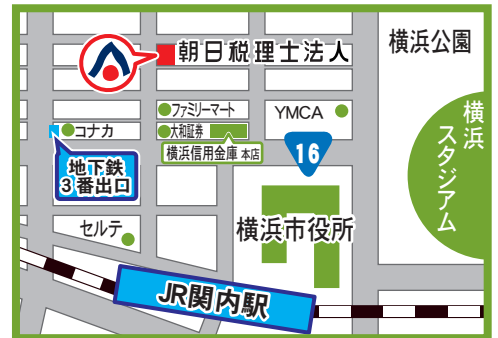 朝日税理士法人
横浜公園
ファミリーマート
YMCA
コナカ
大和証券
横浜信用金庫 本店
16
横浜
スタジアム
地下鉄
3番出口
セルテ
横浜市役所
JR関内駅